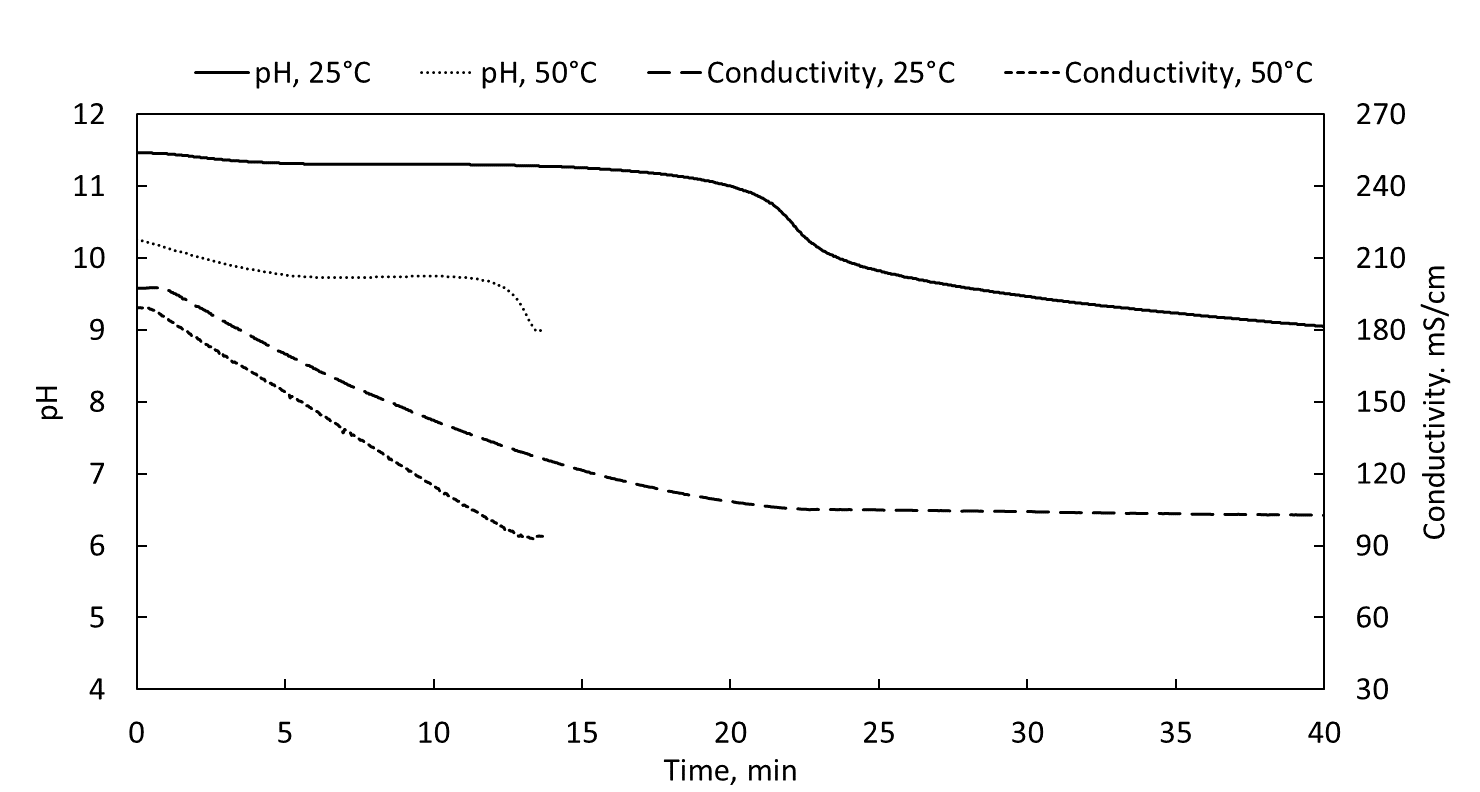 pH, 25°C pH, 50°C Conductivity, 25°C Conductivity, 50°C
12 270
11 240
10 210
9 180
8 150
7 120
6 90
5 60
4 30
pH
Conductivity. mS/cm
0 5 10 15 20 25 30 35 40
Time, min